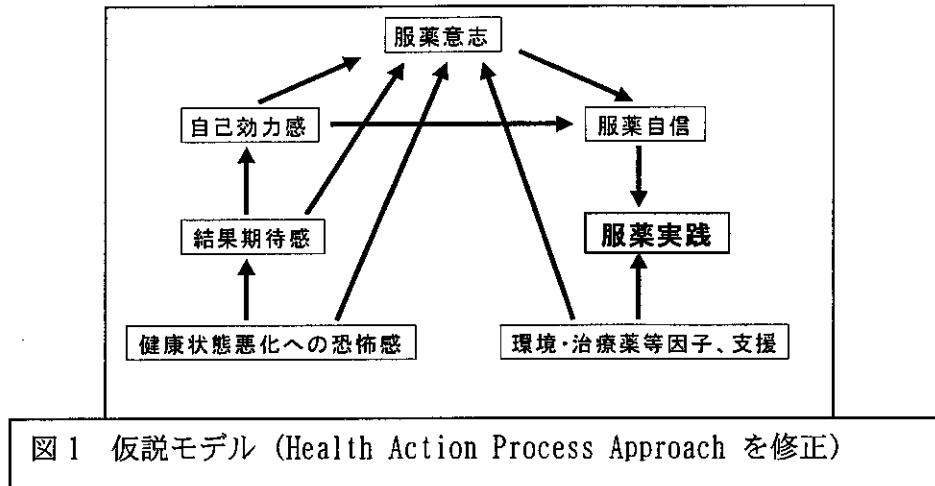 服薬意志
自己効力感
服薬自信
結果期待感
服薬実践
健康状態悪化への恐怖感
環境・治療薬等因子、支援
図1 仮説モデル (Health Action Process Approach を修正)